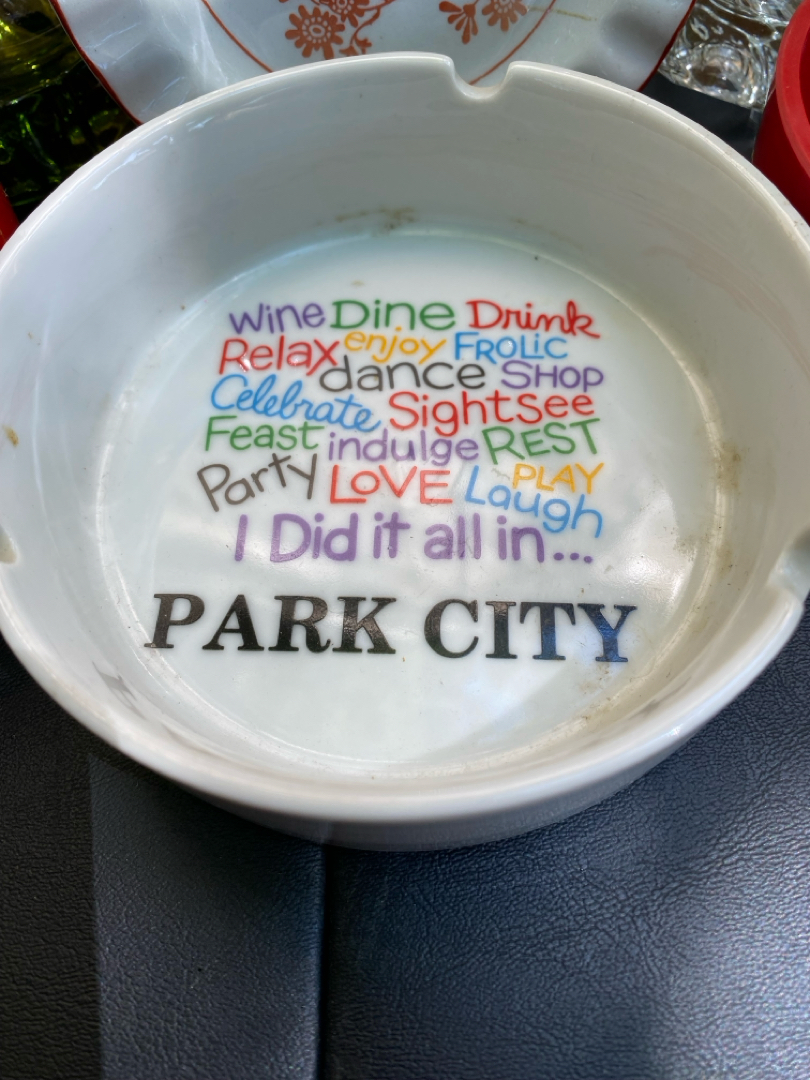 Wine Dine Drink
Relax enjoy FROLIC
dance SHOP
Celebrate SightSee
Feast indulge REST
Party LOVE PLAY
Laugh
I Did it all in...
PARK CITY